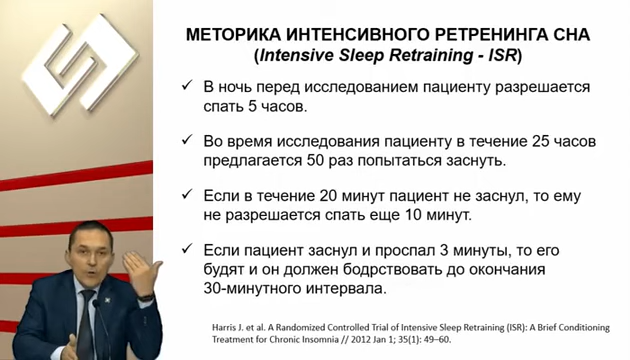 МЕТОРИКА ИНТЕНСИВНОГО РЕТРЕНИНГА СНА
(Intensive Sleep Retraining - ISR)
✓ В ночь перед исследованием пациенту разрешается
спать 5 часов.
✓ Во время исследования пациенту в течение 25 часов
предлагается 50 раз попытаться заснуть.
✓ Если в течение 20 минут пациент не заснул, то ему
не разрешается спать еще 10 минут.
✓ Если пациент заснул и проспал 3 минуты, то его
будят и он должен бодрствовать до окончания
30-минутного интервала.
Harris J. et al. A Randomized Controlled Trial of Intensive Sleep Retraining (ISR): A Brief Conditioning
Treatment for Chronic Insomnia // 2012 Jan 1; 35(1): 49–60.